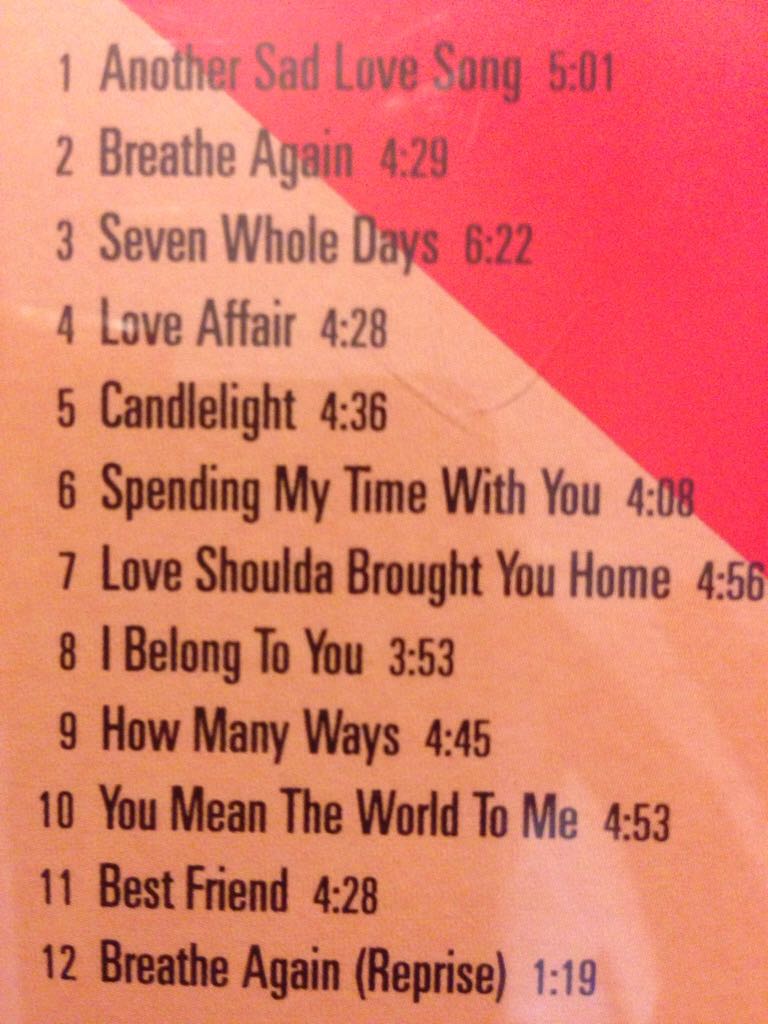 1 Another Sad Love Song 5:01
2 Breathe Again 4:29
3 Seven Whole Days 6:22
4 Love Affair 4:28
5 Candlelight 4:36
6 Spending My Time With You 4:08
7 Love Shoulda Brought You Home 4:56
8 I Belong To You 3:53
9 How Many Ways 4:45
10 You Mean The World To Me 4:53
11 Best Friend 4:28
12 Breathe Again (Reprise) 1:19